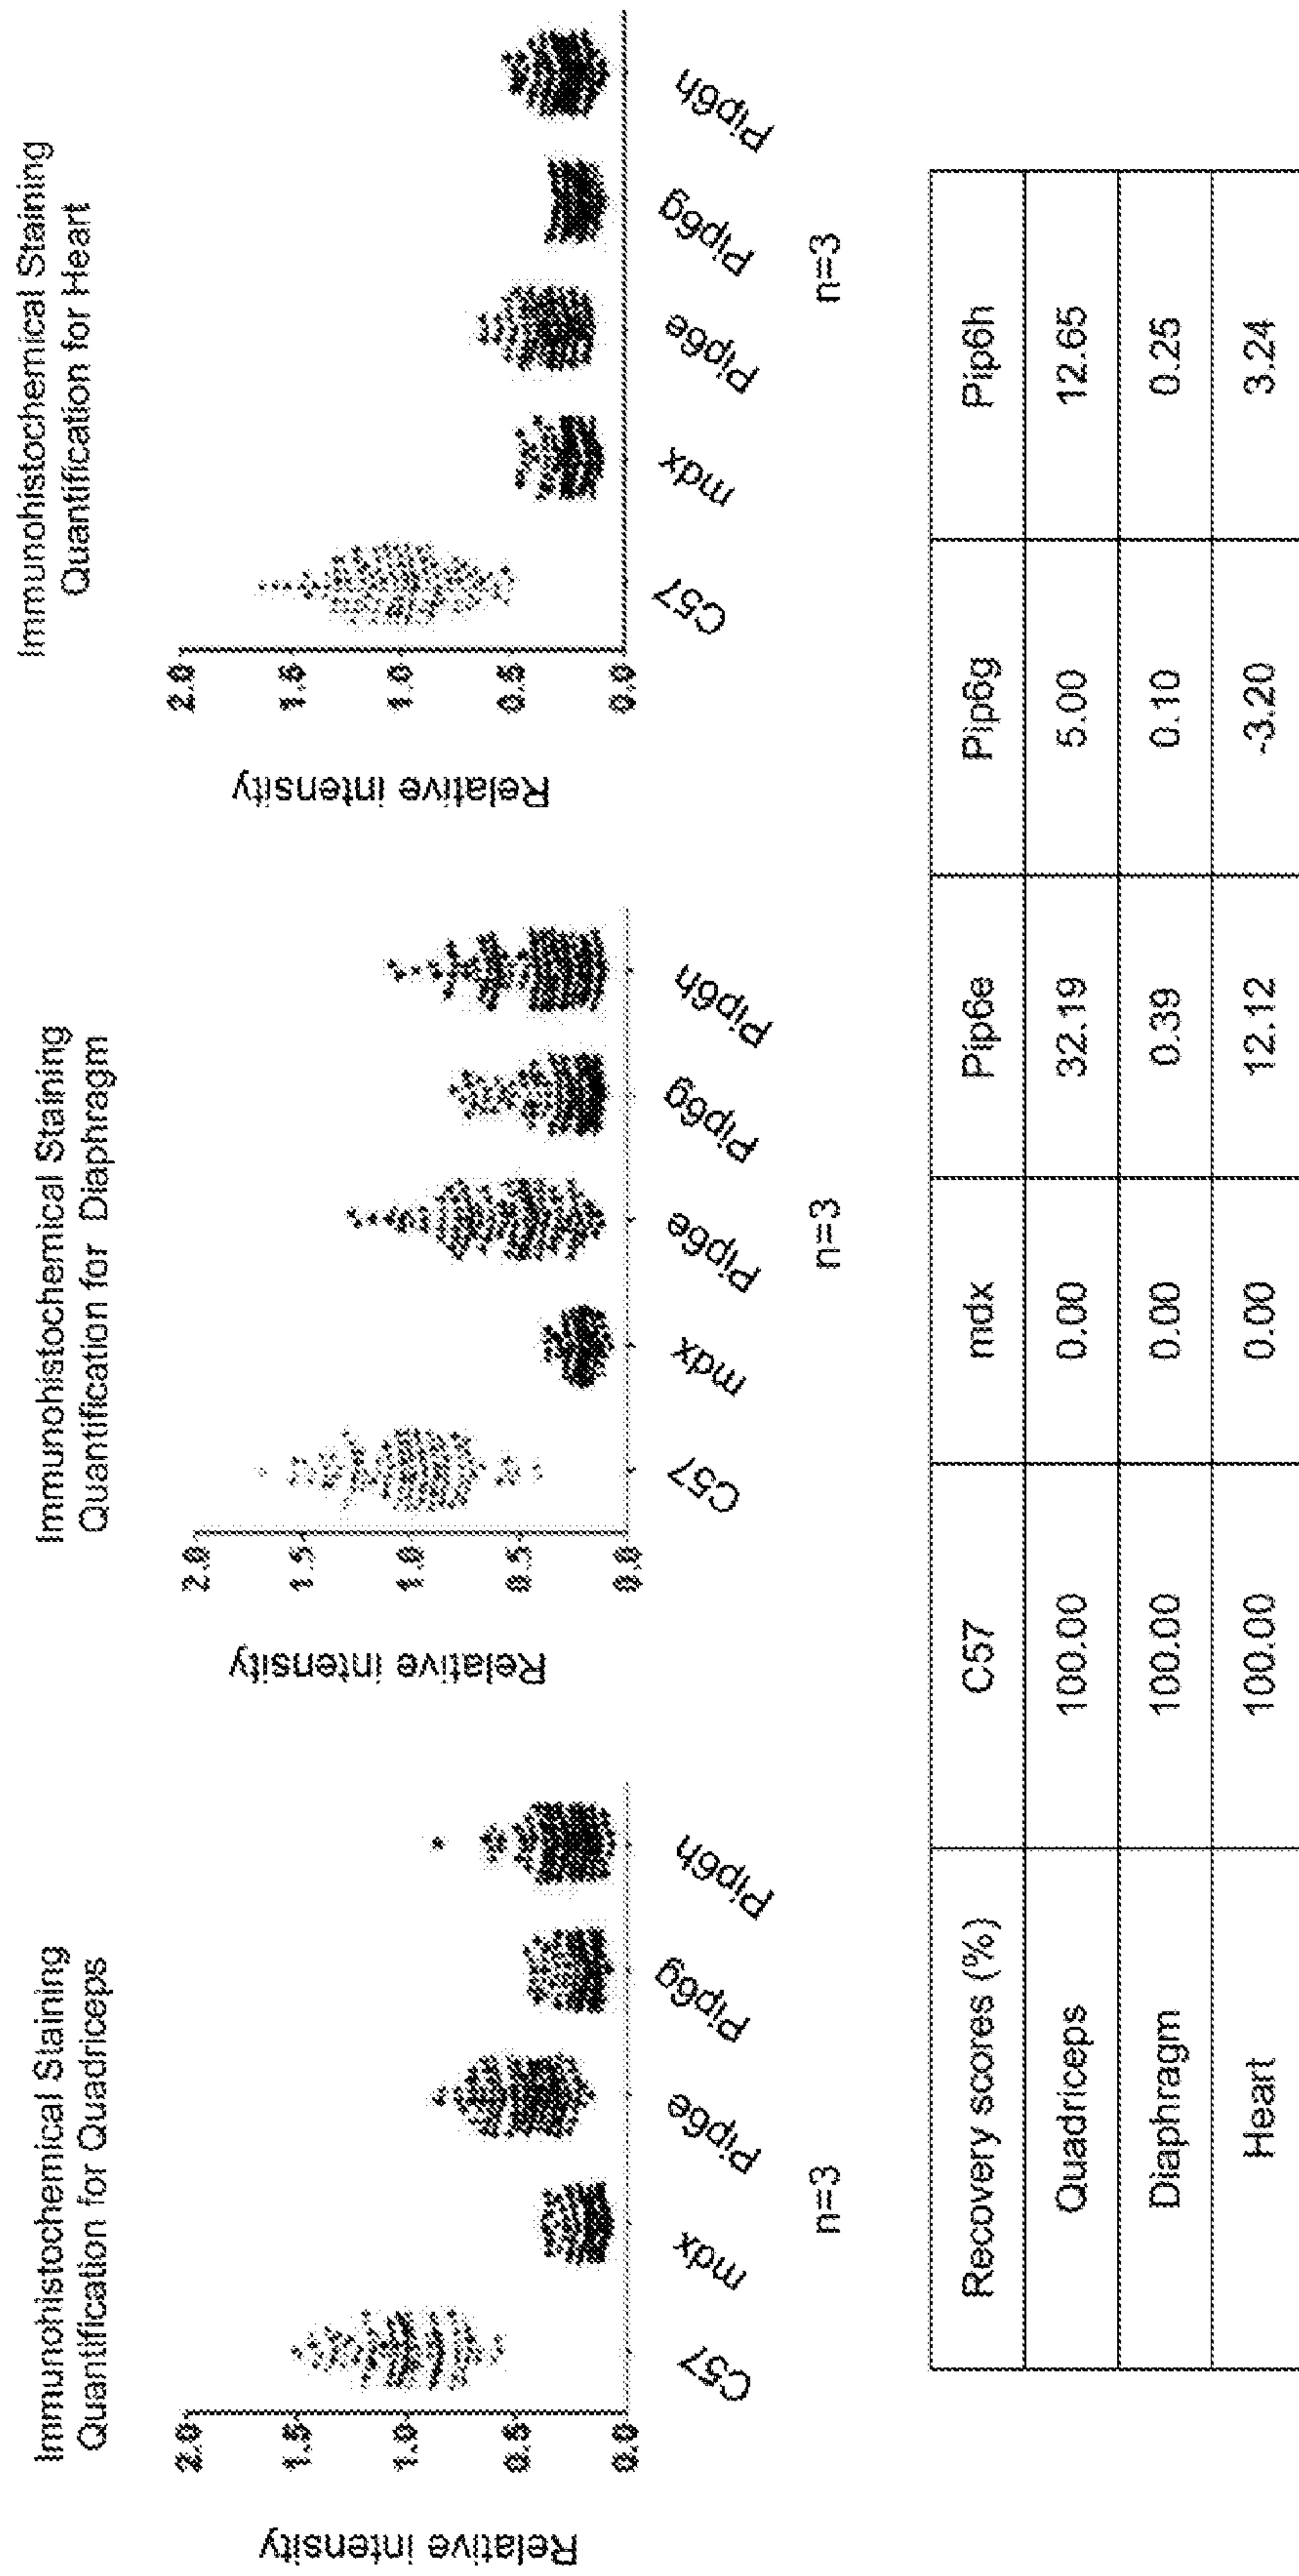 Immunohistochemical Staining
Quantification for Quadriceps
Relative intensity
2.0
1.5
1.0
0.5
0.0
C57
mdx
Pip6e
Pip6g
Pip6h
n=3
Immunohistochemical Staining
Quantification for Diaphragm
Relative intensity
2.0
1.5
1.0
0.5
0.0
C57
mdx
Pip6e
Pip6g
Pip6h
n=3
Immunohistochemical Staining
Quantification for Heart
Relative intensity
2.0
1.5
1.0
0.5
0.0
C57
mdx
Pip6e
Pip6g
Pip6h
n=3
Recovery scores (%) C57 mdx Pip6e Pip6g Pip6h
Quadriceps 100.00 0.00 32.19 5.00 12.65
Diaphragm 100.00 0.00 0.39 0.10 0.25
Heart 100.00 0.00 12.12 -3.20 3.24